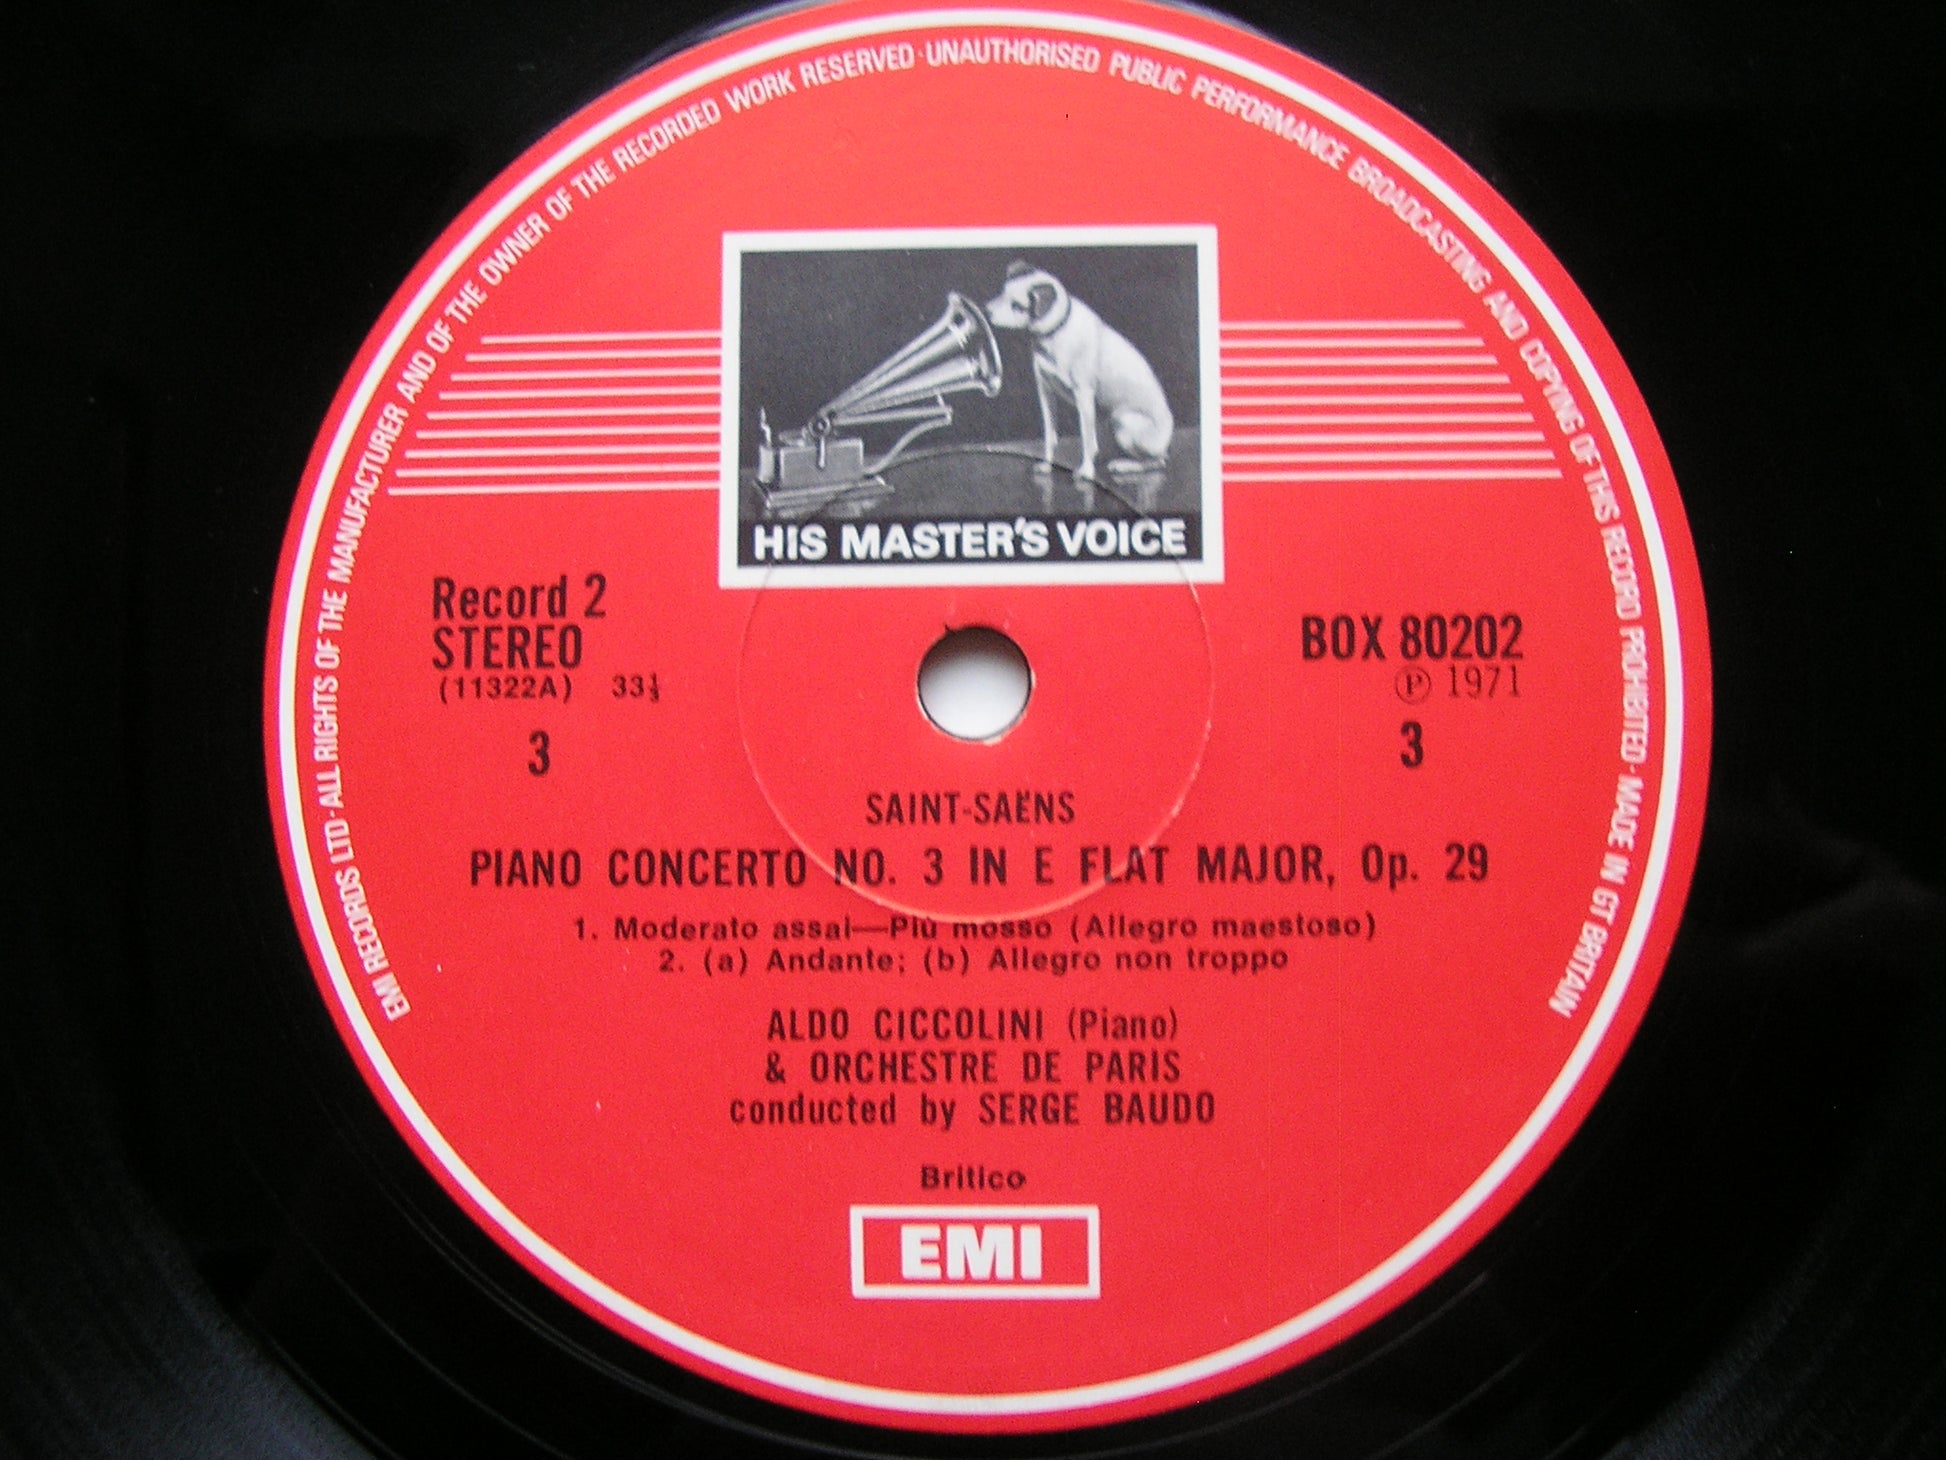 EMI RECORDS LTD · ALL RIGHTS OF THE MANUFACTURER AND OF THE OWNER OF THE RECORDED WORK RESERVED · UNAUTHORISED PUBLIC PERFORMANCE BROADCASTING AND COPYING OF THIS RECORD PROHIBITED · MADE IN GT BRITAIN
HIS MASTER'S VOICE
Record 2
STEREO
(11322A) 33⅓
3
BOX 80202
Ⓟ 1971
3
SAINT-SAËNS
PIANO CONCERTO NO. 3 IN E FLAT MAJOR, Op. 29
1. Moderato assai—Più mosso (Allegro maestoso)
2. (a) Andante; (b) Allegro non troppo
ALDO CICCOLINI (Piano)
& ORCHESTRE DE PARIS
conducted by SERGE BAUDO
Britico
EMI